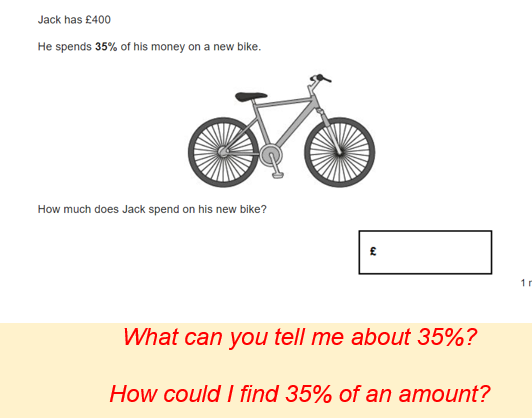 Jack has £400
He spends 35% of his money on a new bike.
How much does Jack spend on his new bike?
£
1
What can you tell me about 35%?
How could I find 35% of an amount?